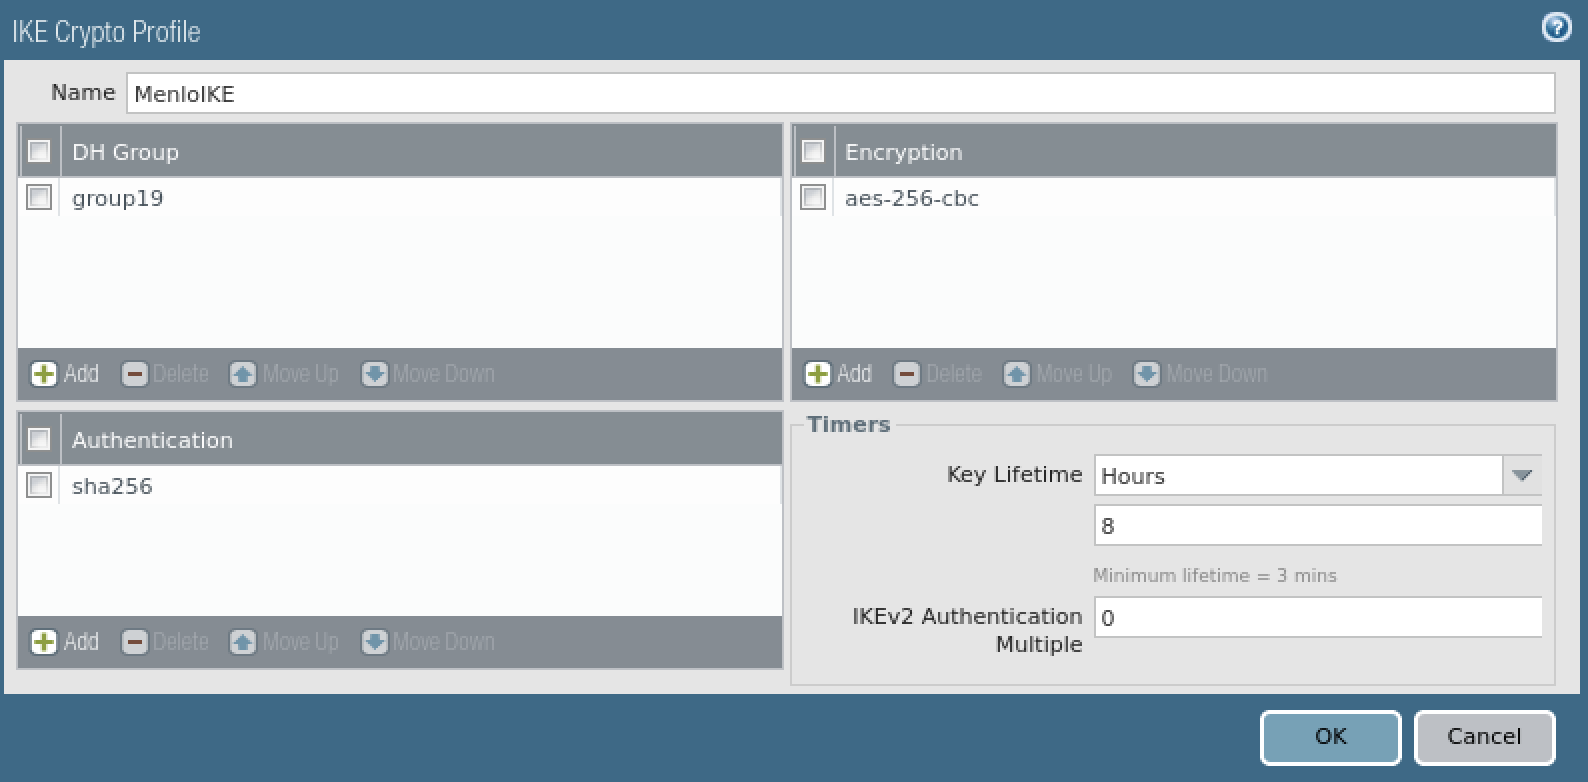 IKE Crypto Profile
?
Name MenloIKE
DH Group
group19
Add Delete Move Up Move Down
Encryption
aes-256-cbc
Add Delete Move Up Move Down
Authentication
sha256
Add Delete Move Up Move Down
Timers
Key Lifetime Hours
8
Minimum lifetime = 3 mins
IKEv2 Authentication 0
Multiple
OK Cancel